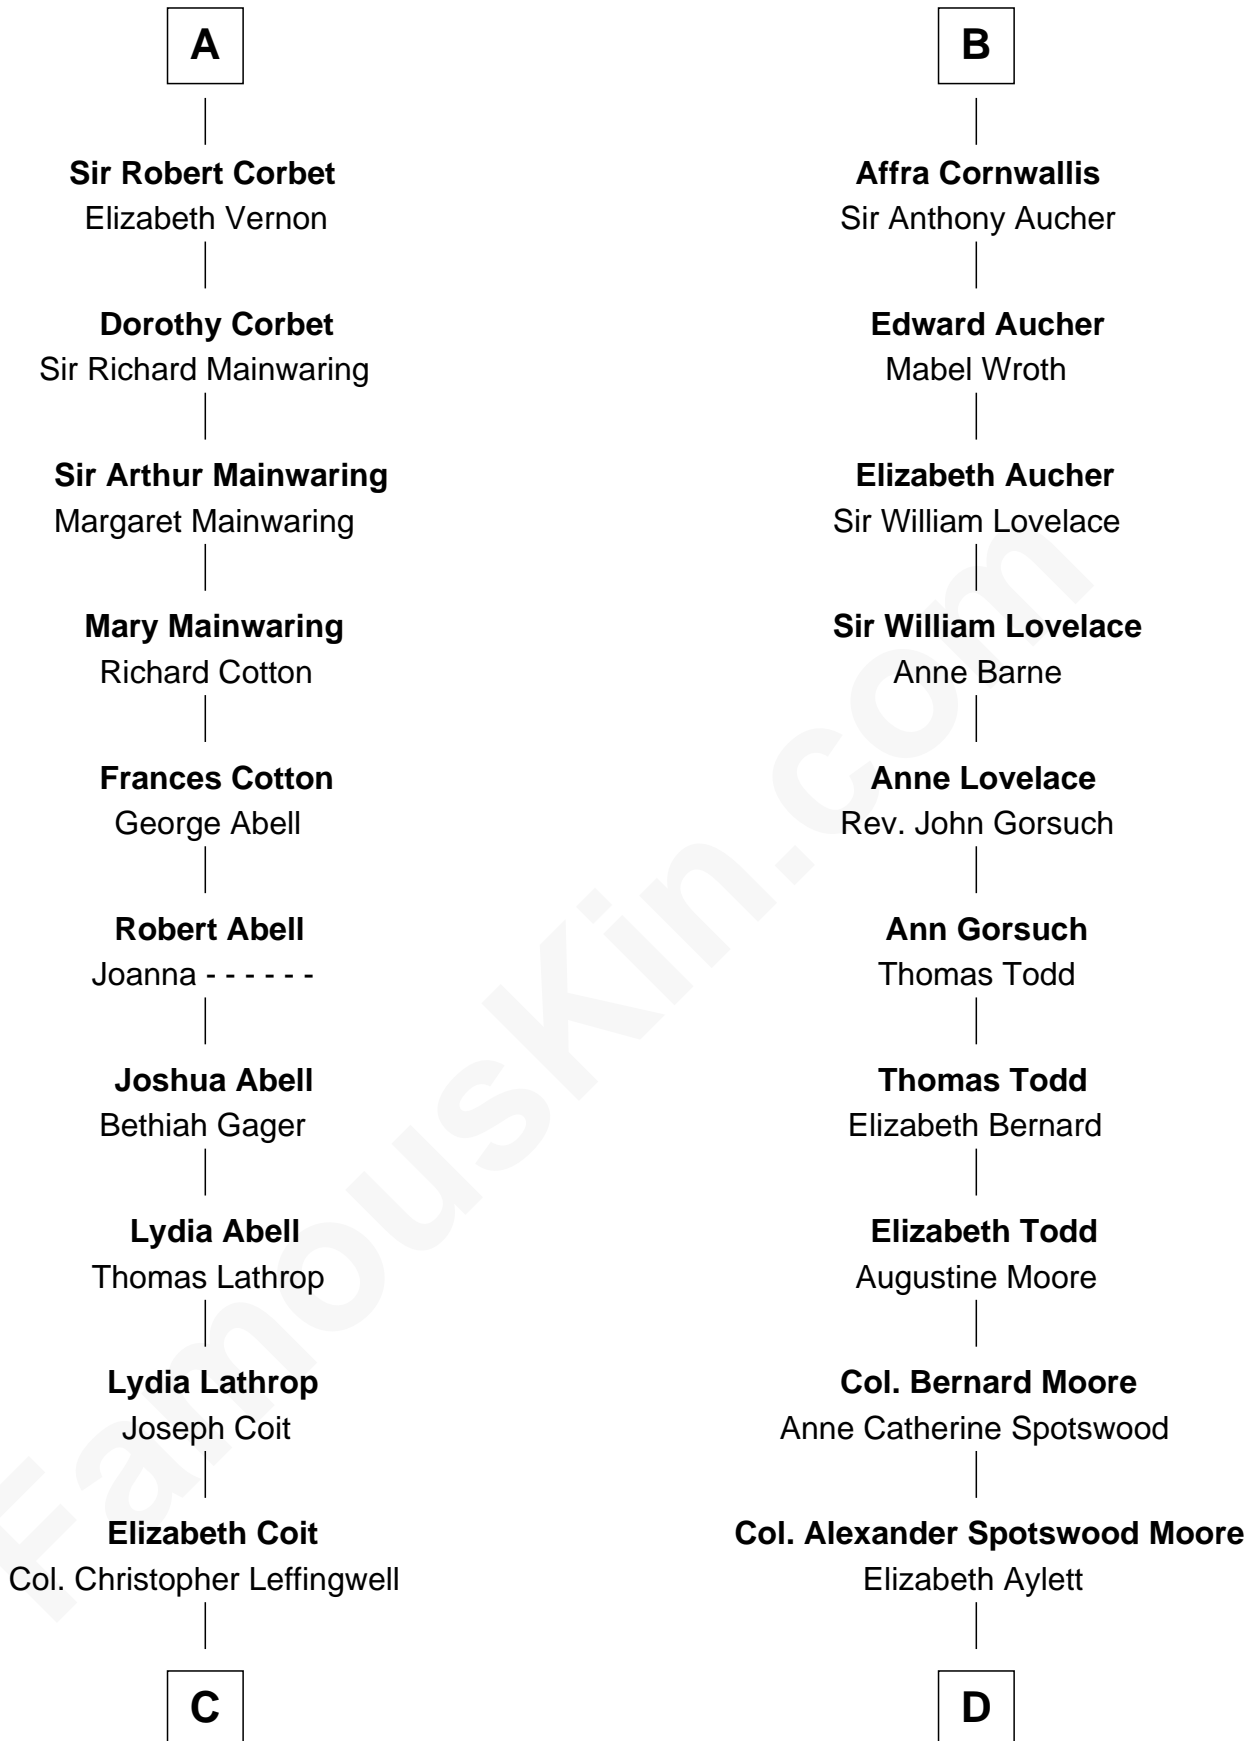 A
Sir Robert Corbet
Elizabeth Vernon
Dorothy Corbet
Sir Richard Mainwaring
Sir Arthur Mainwaring
Margaret Mainwaring
Mary Mainwaring
Richard Cotton
Frances Cotton
George Abell
Robert Abell
Joanna - - - - - -
Joshua Abell
Bethiah Gager
Lydia Abell
Thomas Lathrop
Lydia Lathrop
Joseph Coit
Elizabeth Coit
Col. Christopher Leffingwell
C
B
Affra Cornwallis
Sir Anthony Aucher
Edward Aucher
Mabel Wroth
Elizabeth Aucher
Sir William Lovelace
Sir William Lovelace
Anne Barne
Anne Lovelace
Rev. John Gorsuch
Ann Gorsuch
Thomas Todd
Thomas Todd
Elizabeth Bernard
Elizabeth Todd
Augustine Moore
Col. Bernard Moore
Anne Catherine Spotswood
Col. Alexander Spotswood Moore
Elizabeth Aylett
D
FamousKin.com